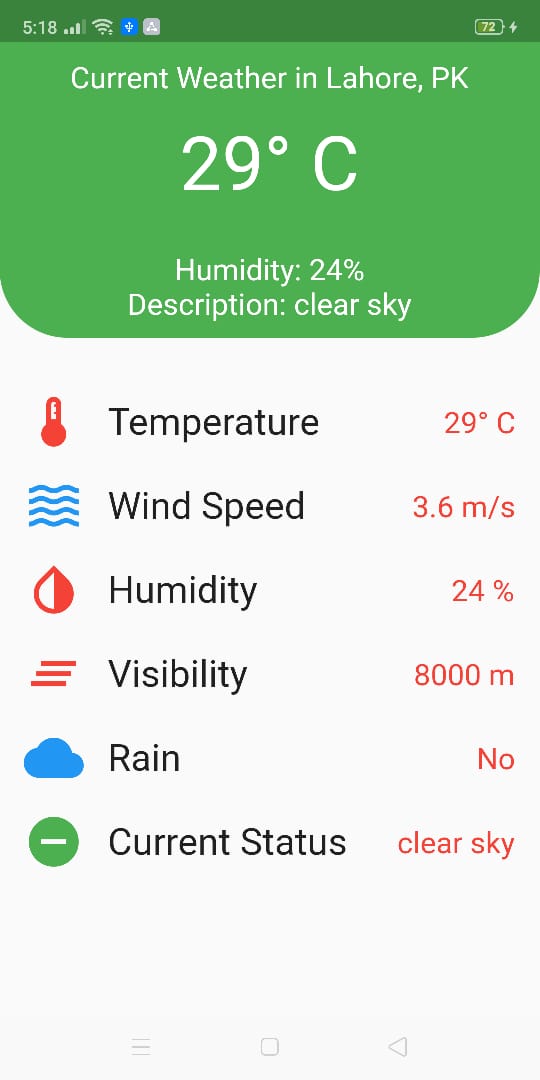 5:18 72
Current Weather in Lahore, PK
29° C
Humidity: 24%
Description: clear sky
Temperature 29° C
Wind Speed 3.6 m/s
Humidity 24 %
Visibility 8000 m
Rain No
Current Status clear sky